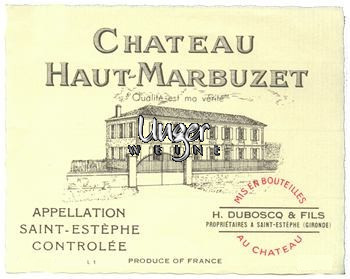 CHATEAU
HAUT-MARBUZET
Qualité est ma vérité
Unger
WEINE
APPELLATION
SAINT-ESTÈPHE
CONTROLÉE
MIS EN BOUTEILLES
H. DUBOSCQ & FILS
PROPRIÉTAIRES A SAINT-ESTÈPHE (GIRONDE)
AU CHATEAU
L 1
PRODUCE OF FRANCE